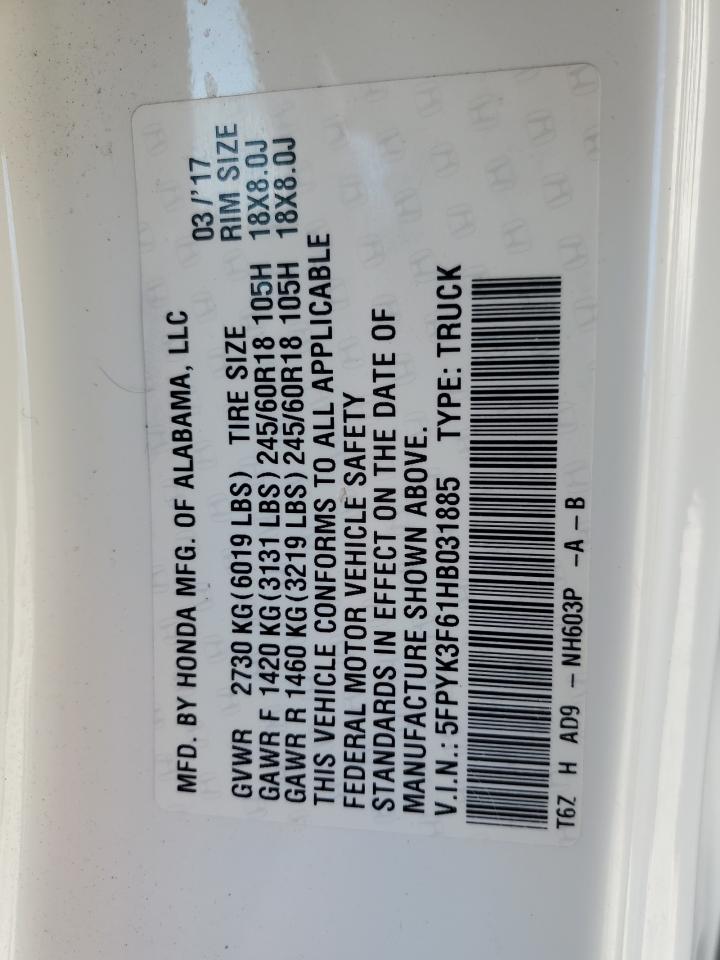 MFD. BY HONDA MFG. OF ALABAMA, LLC
03/'17
GVWR 2730 KG(6019 LBS) TIRE SIZE RIM SIZE
GAWR F 1420 KG(3131 LBS) 245/60R18 105H 18X8.0J
GAWR R 1460 KG(3219 LBS) 245/60R18 105H 18X8.0J
THIS VEHICLE CONFORMS TO ALL APPLICABLE
FEDERAL MOTOR VEHICLE SAFETY
STANDARDS IN EFFECT ON THE DATE OF
MANUFACTURE SHOWN ABOVE.
V.I.N.: 5FPYK3F61HB031885 TYPE: TRUCK
T6Z H AD9 -NH603P -A-B